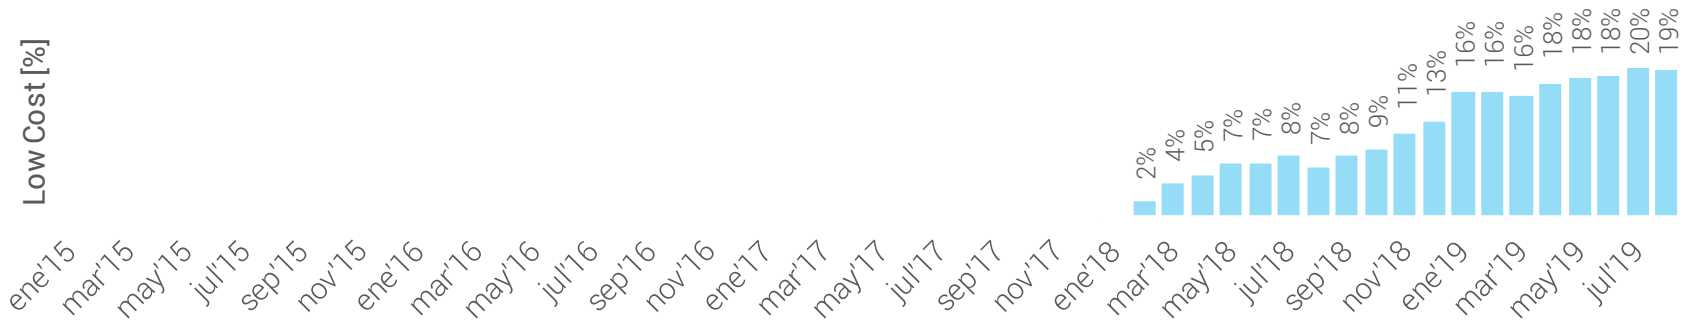 Low Cost [%]
2%
4%
5%
7%
7%
8%
7%
8%
9%
11%
13%
16%
16%
16%
18%
18%
18%
20%
19%
ene'15
mar'15
may'15
jul'15
sep'15
nov'15
ene'16
mar'16
may'16
jul'16
sep'16
nov'16
ene'17
mar'17
may'17
jul'17
sep'17
nov'17
ene'18
mar'18
may'18
jul'18
sep'18
nov'18
ene'19
mar'19
may'19
jul'19